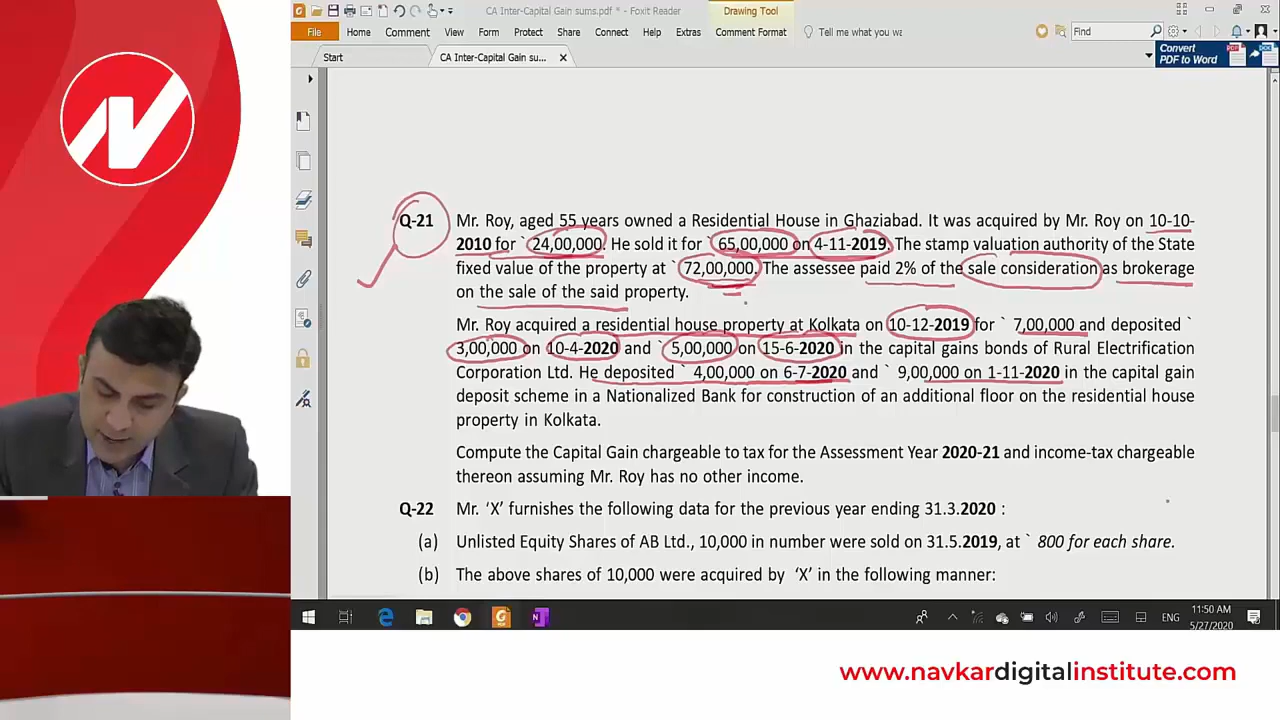 CA Inter-Capital Gain sums.pdf * - Foxit Reader
Drawing Tool
File Home Comment View Form Protect Share Connect Help Extras Comment Format Tell me what you wa Find
Start CA Inter-Capital Gain su...
Convert
PDF to Word
Q-21 Mr. Roy, aged 55 years owned a Residential House in Ghaziabad. It was acquired by Mr. Roy on 10-10-
2010 for ` 24,00,000. He sold it for ` 65,00,000 on 4-11-2019. The stamp valuation authority of the State
fixed value of the property at ` 72,00,000. The assessee paid 2% of the sale consideration as brokerage
on the sale of the said property.
Mr. Roy acquired a residential house property at Kolkata on 10-12-2019 for ` 7,00,000 and deposited `
3,00,000 on 10-4-2020 and ` 5,00,000 on 15-6-2020 in the capital gains bonds of Rural Electrification
Corporation Ltd. He deposited ` 4,00,000 on 6-7-2020 and ` 9,00,000 on 1-11-2020 in the capital gain
deposit scheme in a Nationalized Bank for construction of an additional floor on the residential house
property in Kolkata.
Compute the Capital Gain chargeable to tax for the Assessment Year 2020-21 and income-tax chargeable
thereon assuming Mr. Roy has no other income.
Q-22 Mr. ‘X’ furnishes the following data for the previous year ending 31.3.2020 :
(a) Unlisted Equity Shares of AB Ltd., 10,000 in number were sold on 31.5.2019, at ` 800 for each share.
(b) The above shares of 10,000 were acquired by ‘X’ in the following manner:
ENG
11:50 AM
5/27/2020
www.navkardigitalinstitute.com